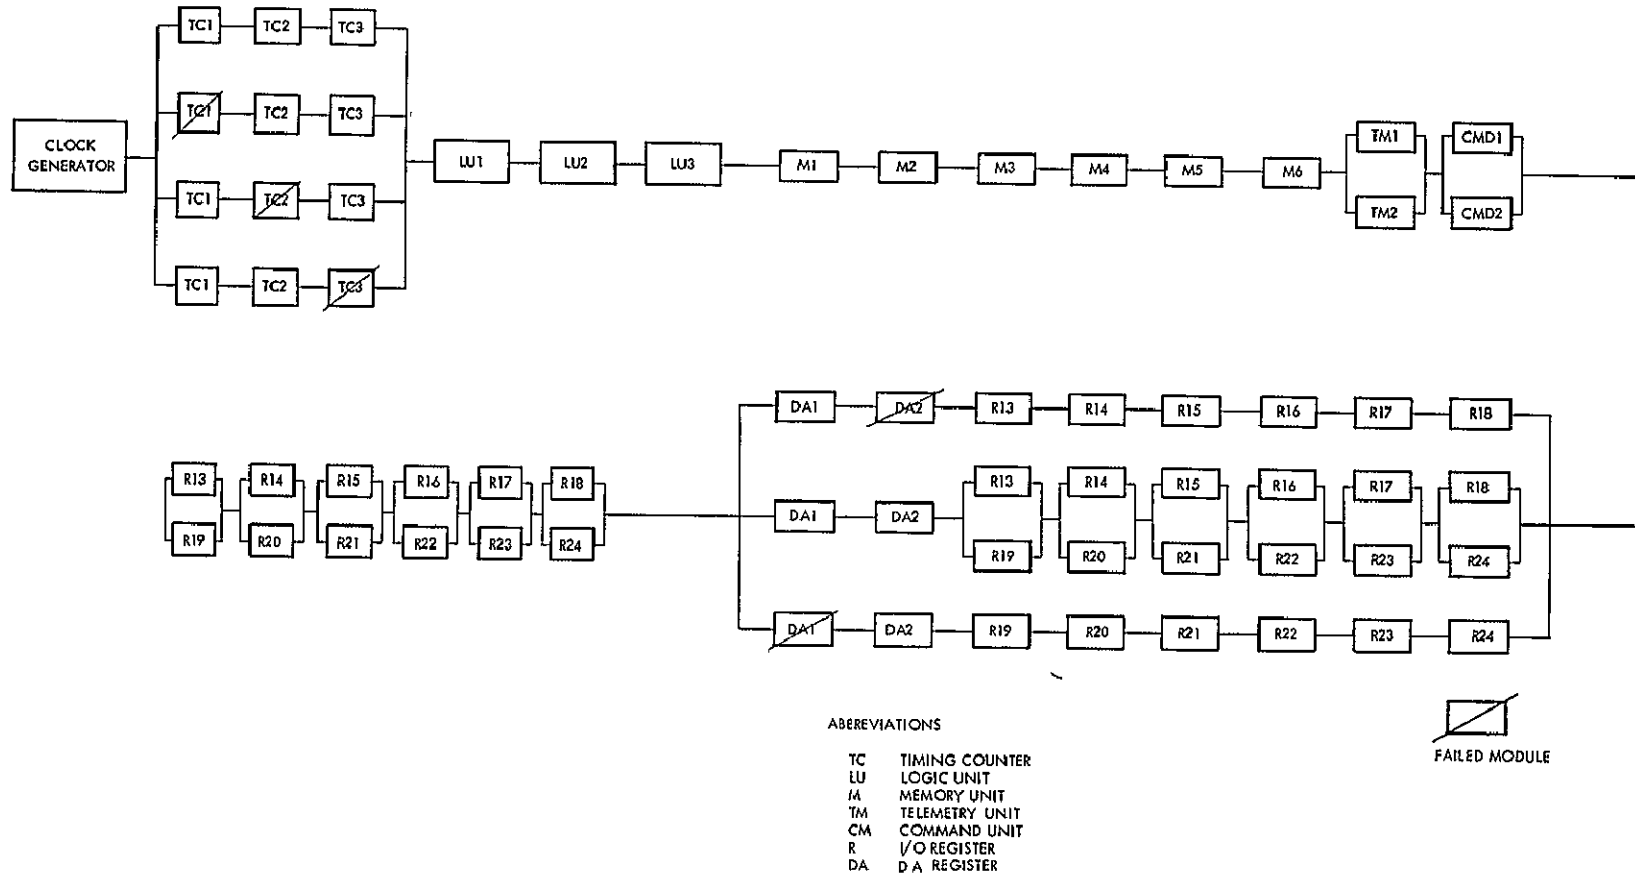 TC1 TC2 TC3
TC1 TC2 TC3
CLOCK GENERATOR
LU1 LU2 LU3 M1 M2 M3 M4 M5 M6
TM1 CMD1
TM2 CMD2
TC1 TC2 TC3
TC1 TC2 TC3
DA1 DA2 R13 R14 R15 R16 R17 R18
R13 R14 R15 R16 R17 R18
R19 R20 R21 R22 R23 R24
DA1 DA2
R13 R14 R15 R16 R17 R18
R19 R20 R21 R22 R23 R24
DA1 DA2 R19 R20 R21 R22 R23 R24
FAILED MODULE
ABEREVIATIONS
TC TIMING COUNTER
LU LOGIC UNIT
M MEMORY UNIT
TM TELEMETRY UNIT
CM COMMAND UNIT
R I/O REGISTER
DA D A REGISTER